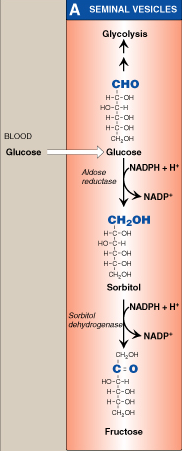 A SEMINAL VESICLES
Glycolysis
CHO
H–C–OH
HO–C–H
H–C–OH
H–C–OH
CH₂OH
BLOOD
Glucose
Glucose
Aldose
reductase
NADPH + H⁺
NADP⁺
CH₂OH
H–C–OH
HO–C–H
H–C–OH
H–C–OH
CH₂OH
Sorbitol
Sorbitol
dehydrogenase
NADPH + H⁺
NADP⁺
CH₂OH
C=O
HO–C–H
H–C–OH
H–C–OH
CH₂OH
Fructose